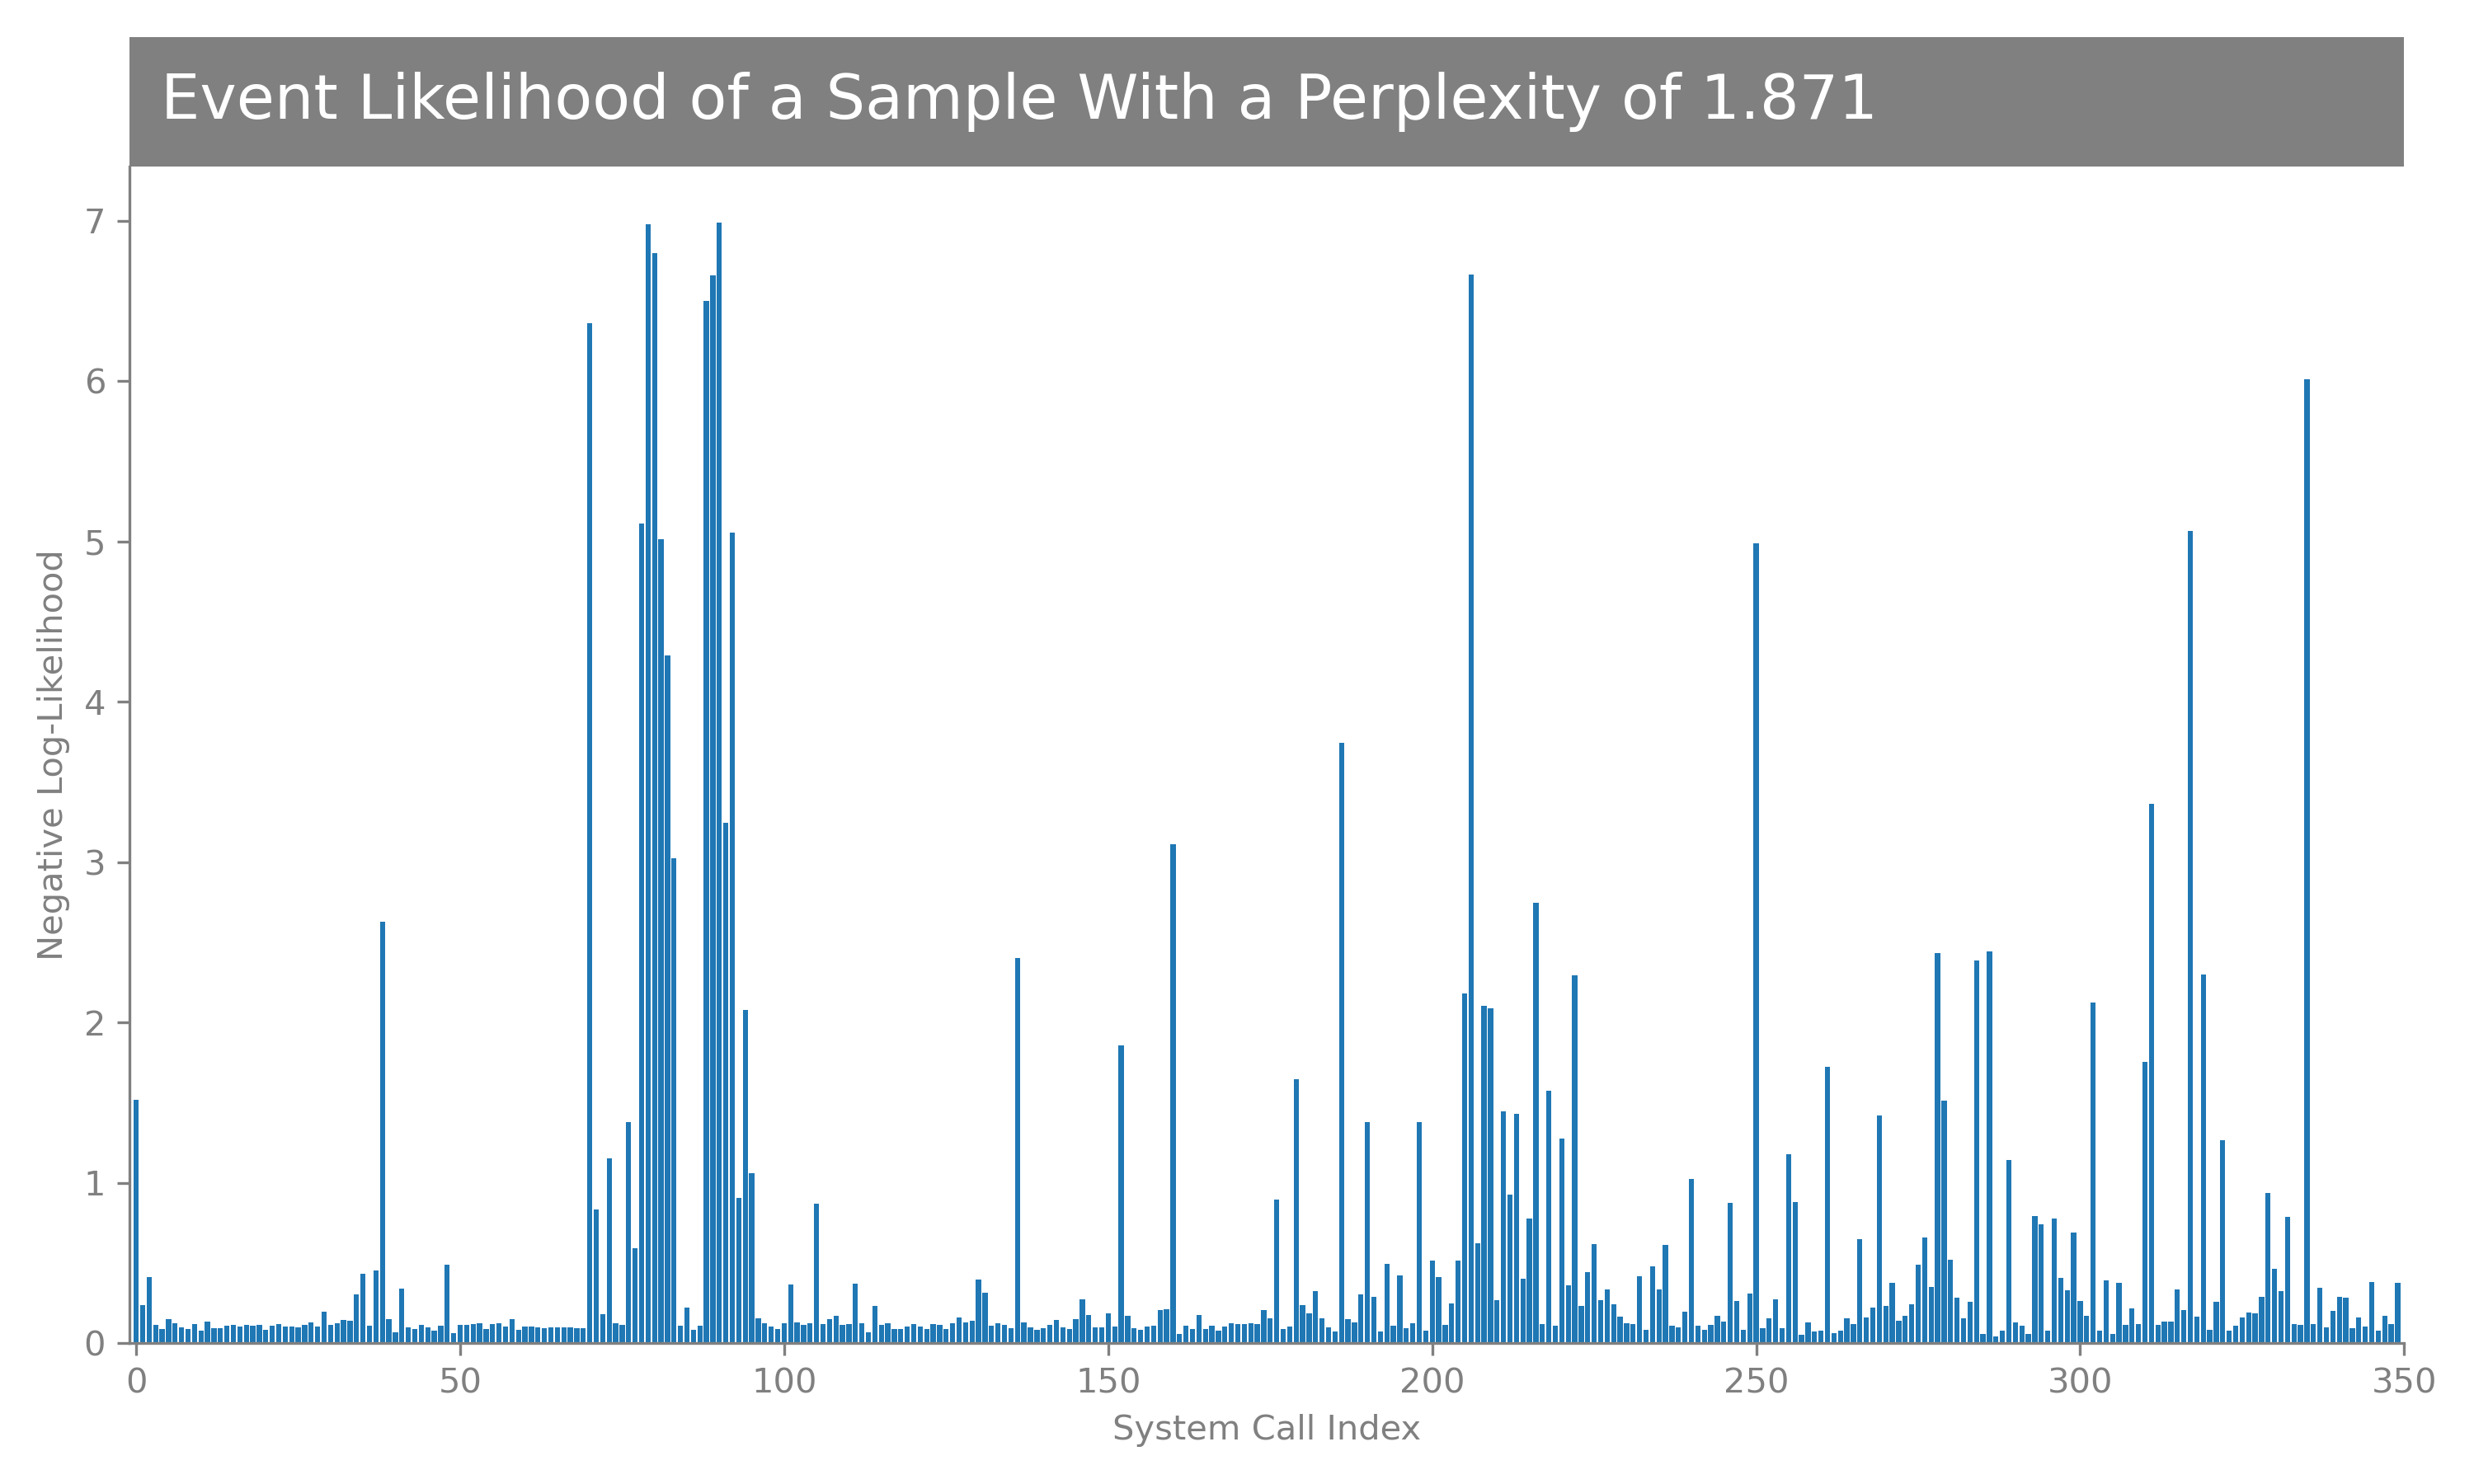 Event Likelihood of a Sample With a Perplexity of 1.871
7
6
5
4
3
2
1
0
Negative Log-Likelihood
0 50 100 150 200 250 300 350
System Call Index